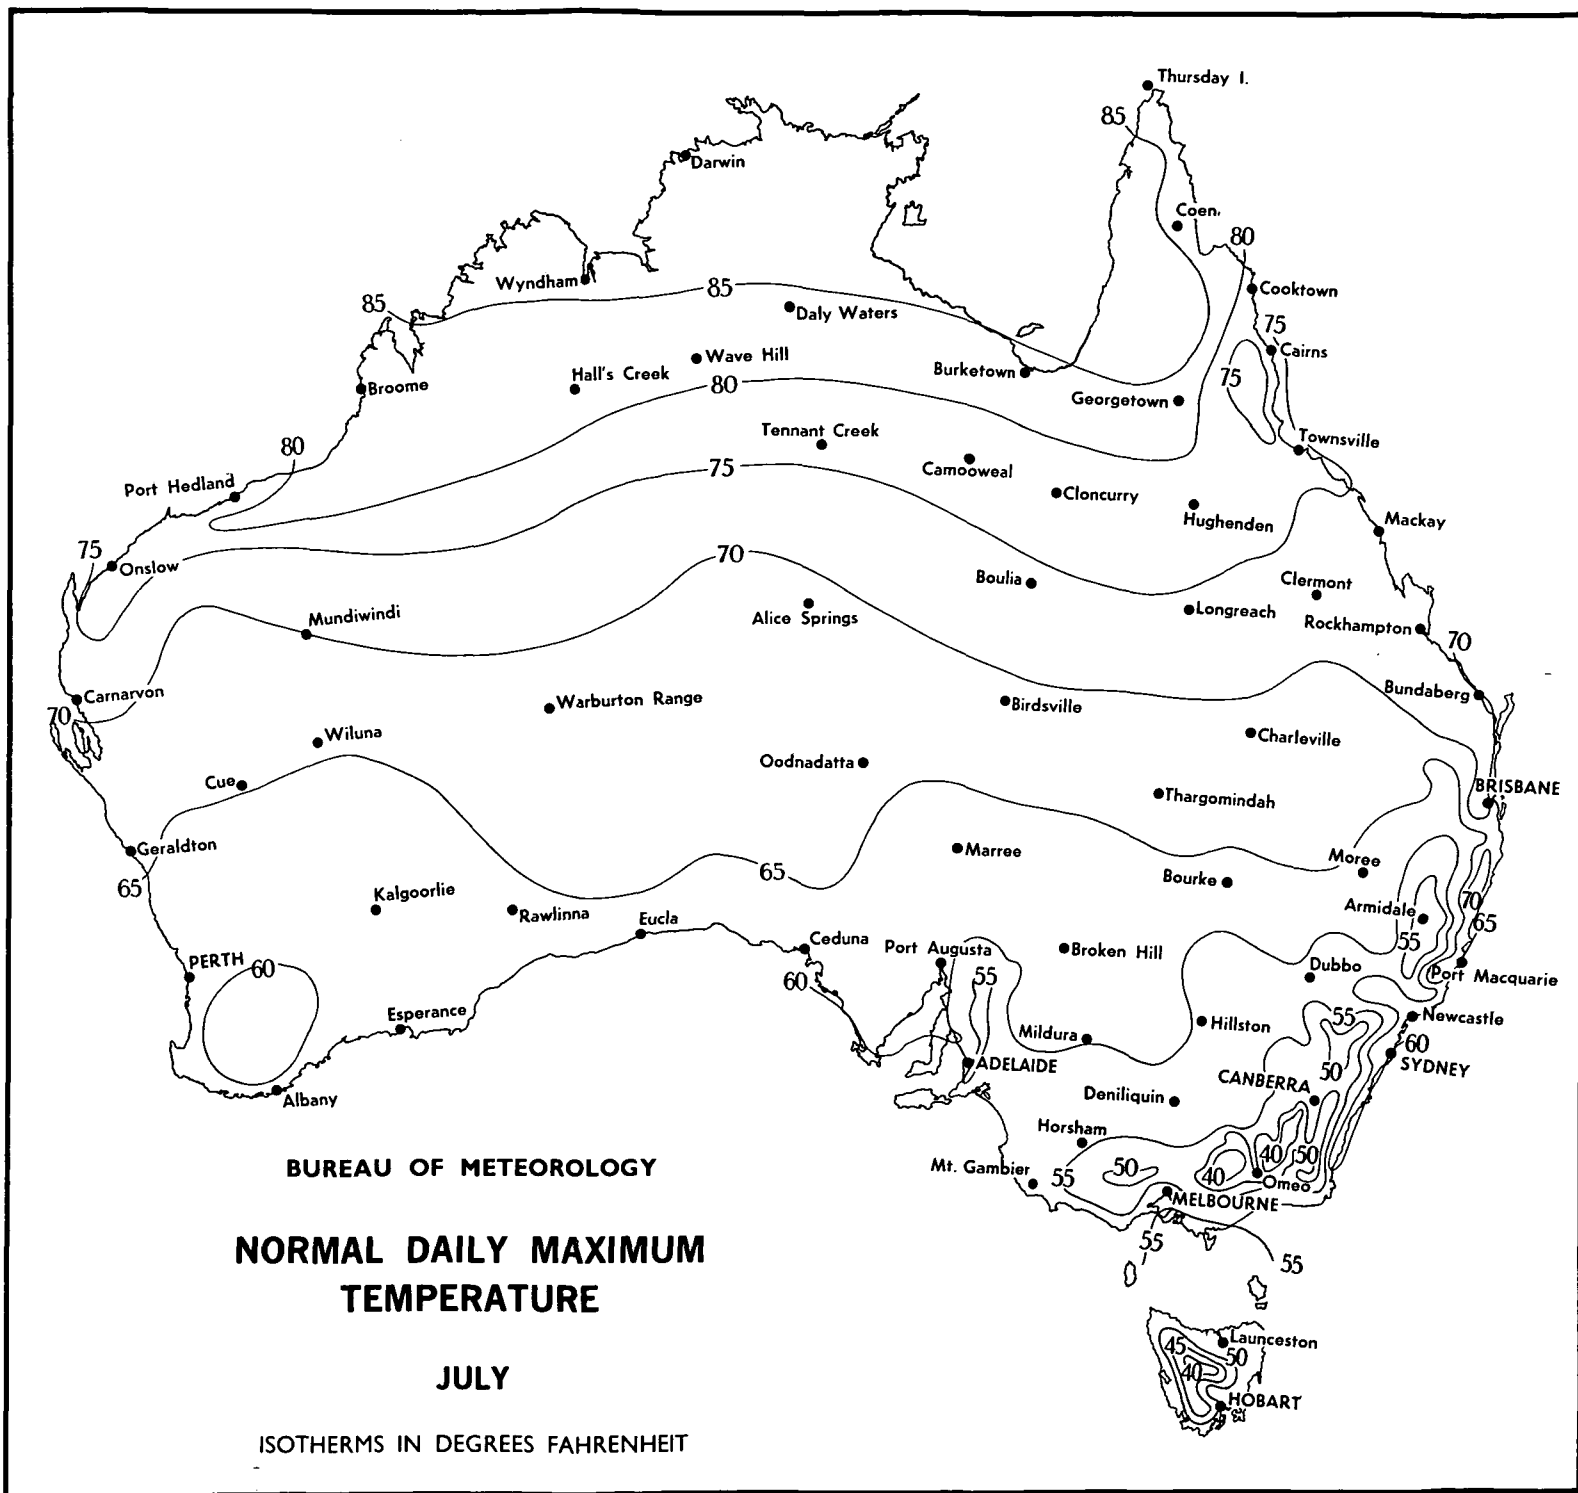 Thursday I.
85
Darwin
Coen
80
Wyndham
85
85
Cooktown
Daly Waters
75
Wave Hill
Cairns
Hall's Creek
Burketown
75
Broome
80
Georgetown
Tennant Creek
Townsville
80
75
Camooweal
Port Hedland
Cloncurry
Hughenden
Mackay
75
70
Onslow
Boulia
Clermont
Mundiwindi
Alice Springs
Longreach
Rockhampton
70
Carnarvon
Warburton Range
Birdsville
Bundaberg
70
Wiluna
Charleville
Oodnadatta
Cue
BRISBANE
Thargomindah
Geraldton
Marree
Moree
65
65
Bourke
Kalgoorlie
Armidale
70
Rawlinna
Eucla
65
Ceduna
Port Augusta
Broken Hill
55
PERTH
60
Dubbo
Port Macquarie
60
55
Esperance
Mildura
Hillston
55
Newcastle
60
ADELAIDE
SYDNEY
CANBERRA
50
Albany
Deniliquin
Horsham
BUREAU OF METEOROLOGY
Mt. Gambier
55
50
40
40
50
Omeo
MELBOURNE
NORMAL DAILY MAXIMUM
TEMPERATURE
55
55
JULY
Launceston
45
50
40
HOBART
ISOTHERMS IN DEGREES FAHRENHEIT